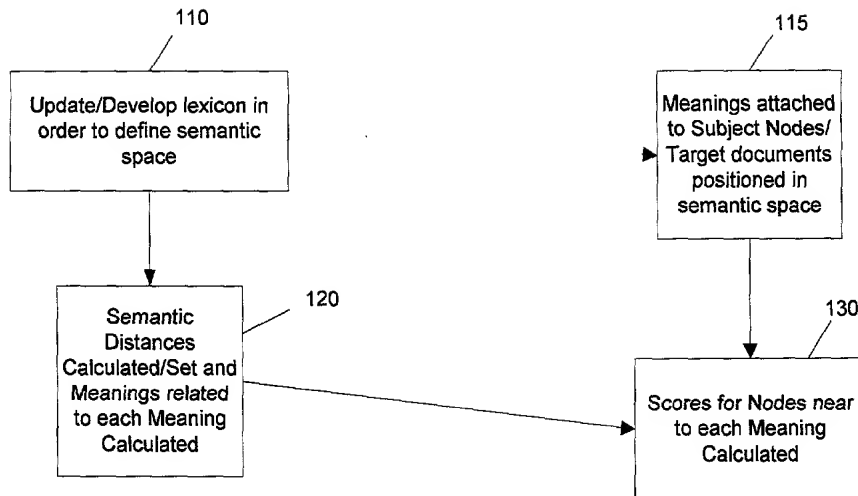 110
Update/Develop lexicon in
order to define semantic
space
115
Meanings attached
to Subject Nodes/
Target documents
positioned in
semantic space
120
Semantic
Distances
Calculated/Set and
Meanings related
to each Meaning
Calculated
130
Scores for Nodes near
to each Meaning
Calculated